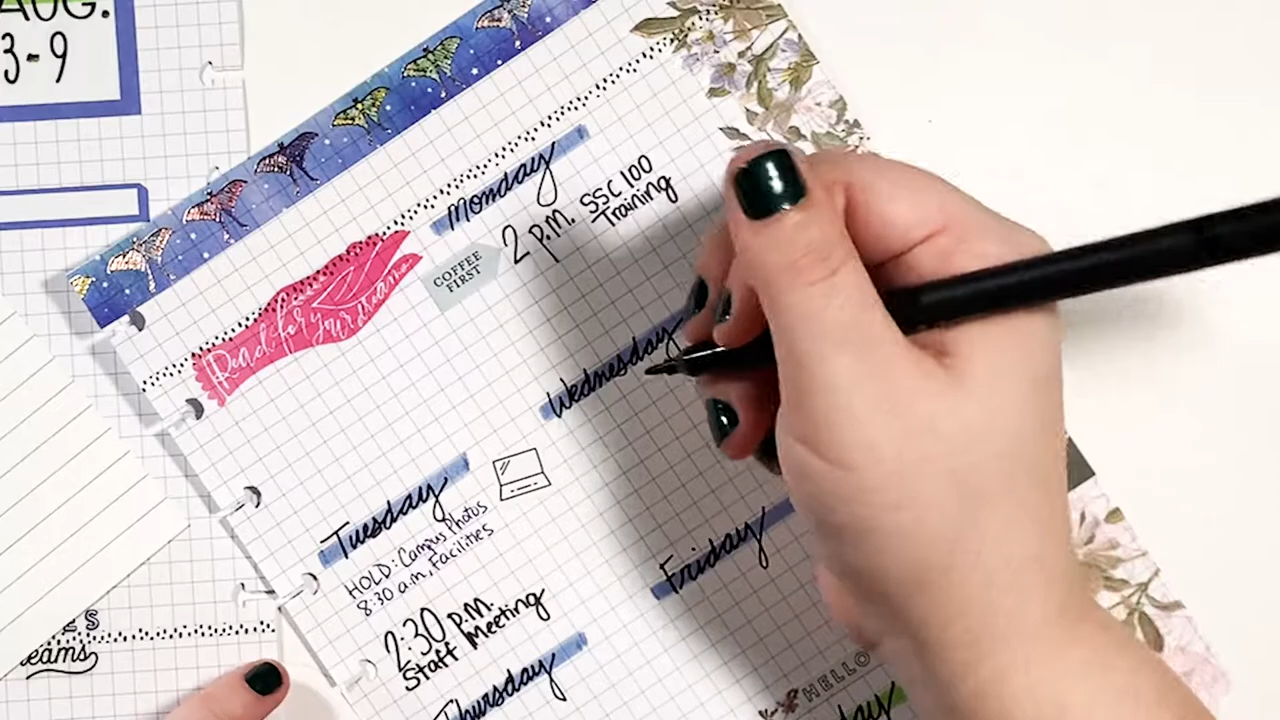 AUG.
3-9
Monday
2 p.m. SSC 100
Training
COFFEE
FIRST
Reach for your dreams
Wednesday
Tuesday
HOLD: Campus Photos
8:30 a.m., Facilities
2:30 p.m.
Staff Meeting
Friday
Thursday
HELLO